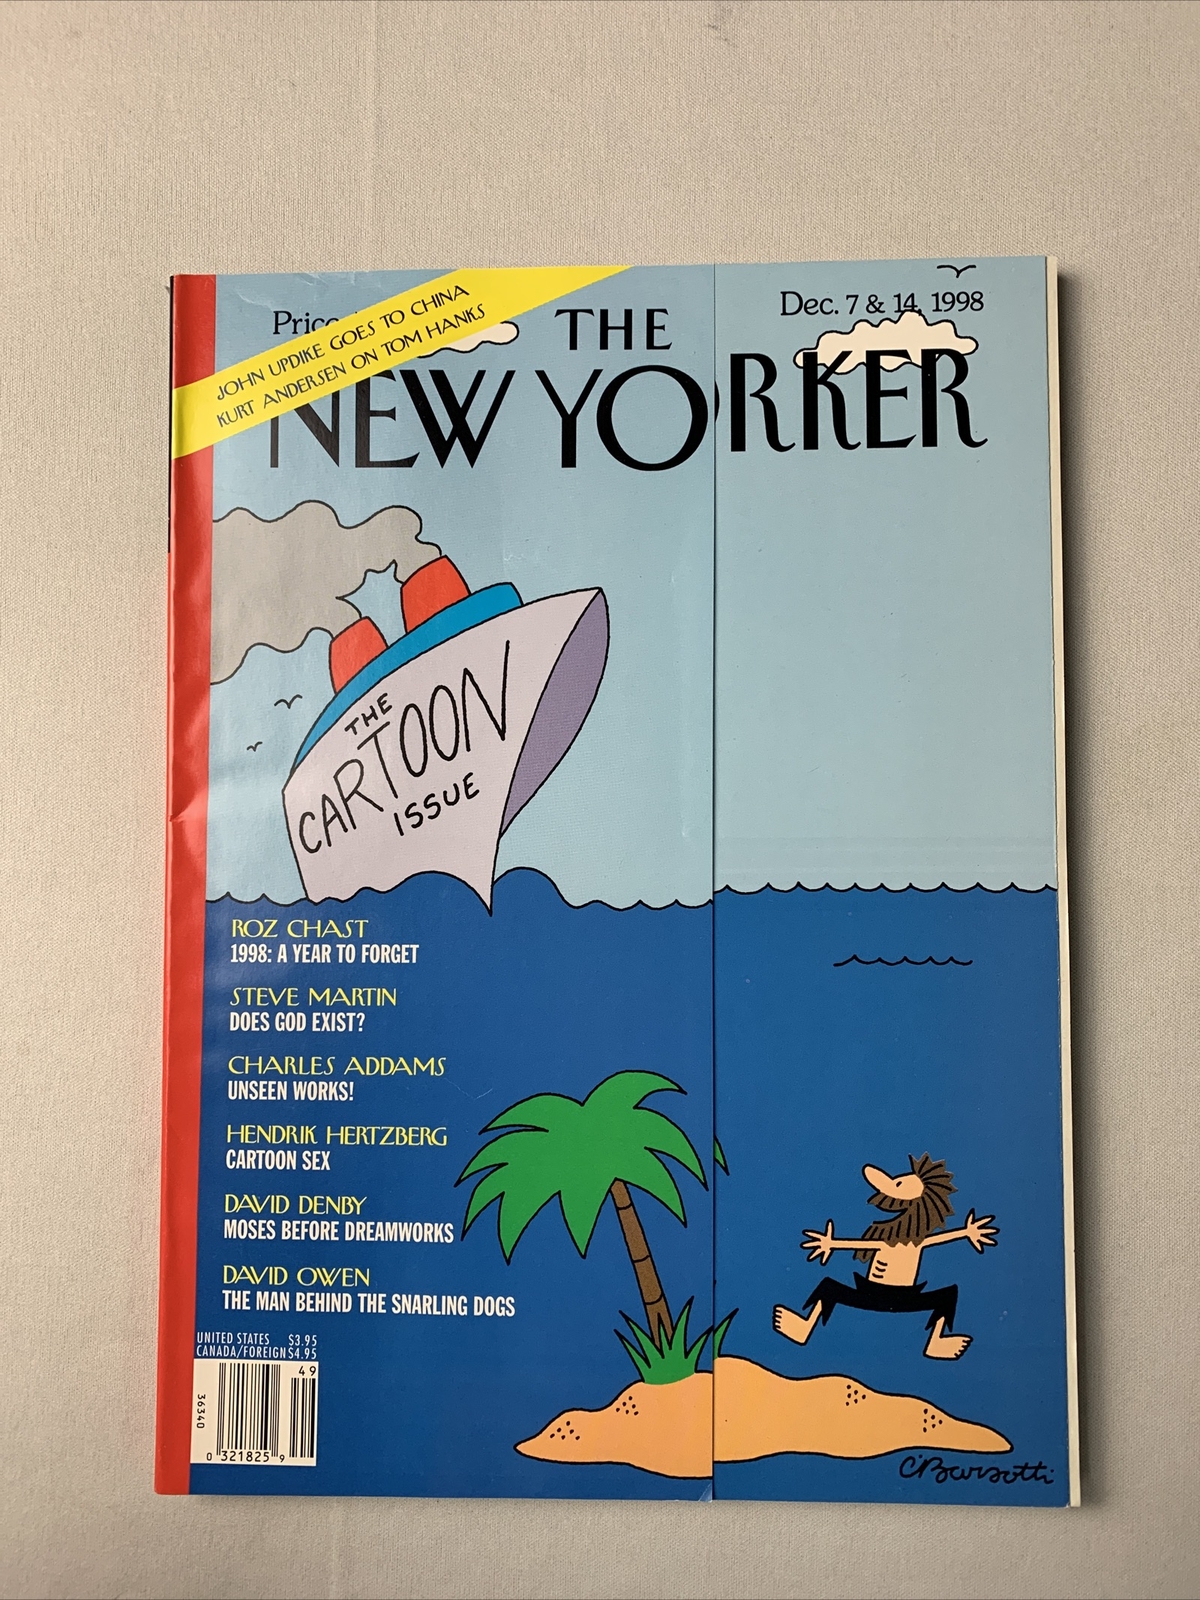 JOHN UPDIKE GOES TO CHINA
KURT ANDERSEN ON TOM HANKS
Dec. 7 & 14, 1998
THE
NEW YORKER
THE
CARTOON
ISSUE
ROZ CHAST
1998: A YEAR TO FORGET
STEVE MARTIN
DOES GOD EXIST?
CHARLES ADDAMS
UNSEEN WORKS!
HENDRIK HERTZBERG
CARTOON SEX
DAVID DENBY
MOSES BEFORE DREAMWORKS
DAVID OWEN
THE MAN BEHIND THE SNARLING DOGS
UNITED STATES $3.95
CANADA/FOREIGN $4.95
49
36340
0 321825 9
C. Barsotti